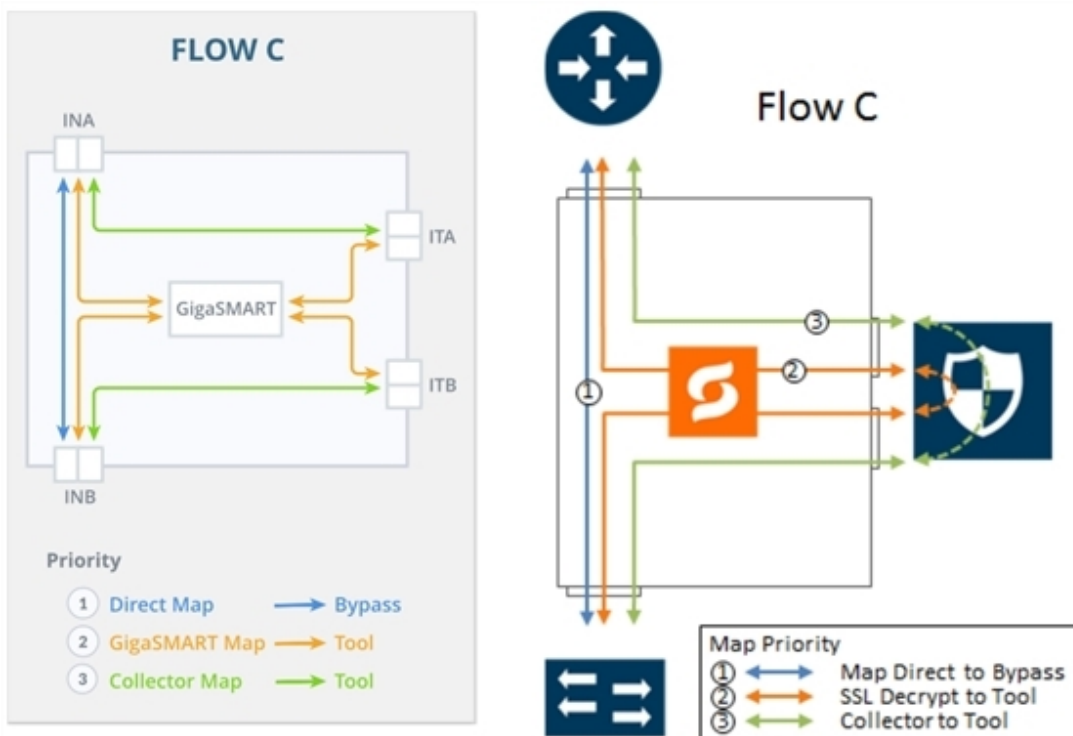 FLOW C
INA
ITA
GigaSMART
ITB
INB
Priority
1 Direct Map Bypass
2 GigaSMART Map Tool
3 Collector Map Tool
Flow C
3
2
1
Map Priority
1 Map Direct to Bypass
2 SSL Decrypt to Tool
3 Collector to Tool